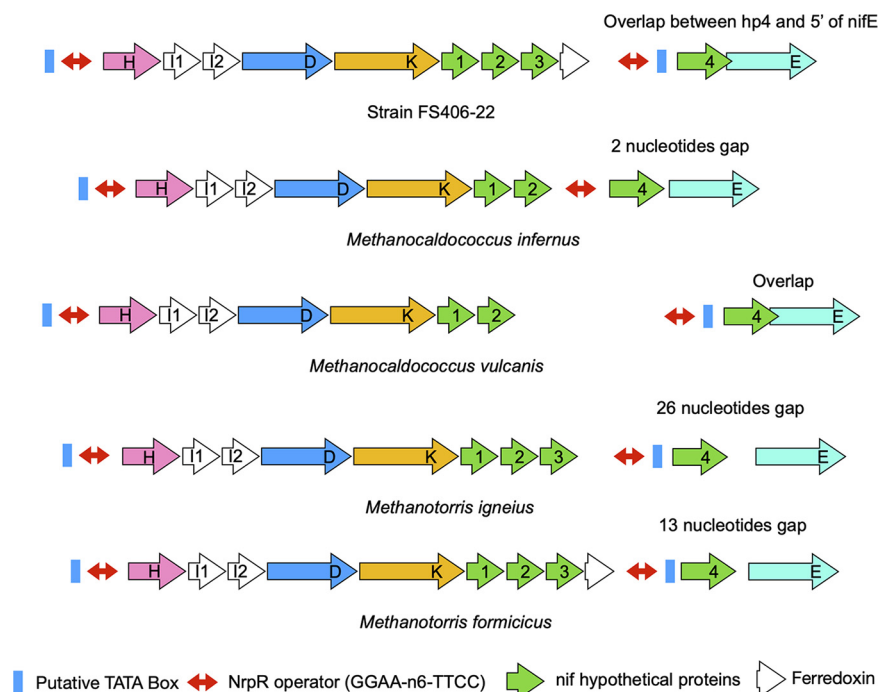 Overlap between hp4 and 5' of nifE
H I1 I2 D K 1 2 3 4 E
Strain FS406-22
2 nucleotides gap
H I1 I2 D K 1 2 4 E
Methanocaldococcus infernus
Overlap
H I1 I2 D K 1 2 4 E
Methanocaldococcus vulcanis
26 nucleotides gap
H I1 I2 D K 1 2 3 4 E
Methanotorris igneius
13 nucleotides gap
H I1 I2 D K 1 2 3 4 E
Methanotorris formicicus
Putative TATA Box NrpR operator (GGAA-n6-TTCC) nif hypothetical proteins Ferredoxin